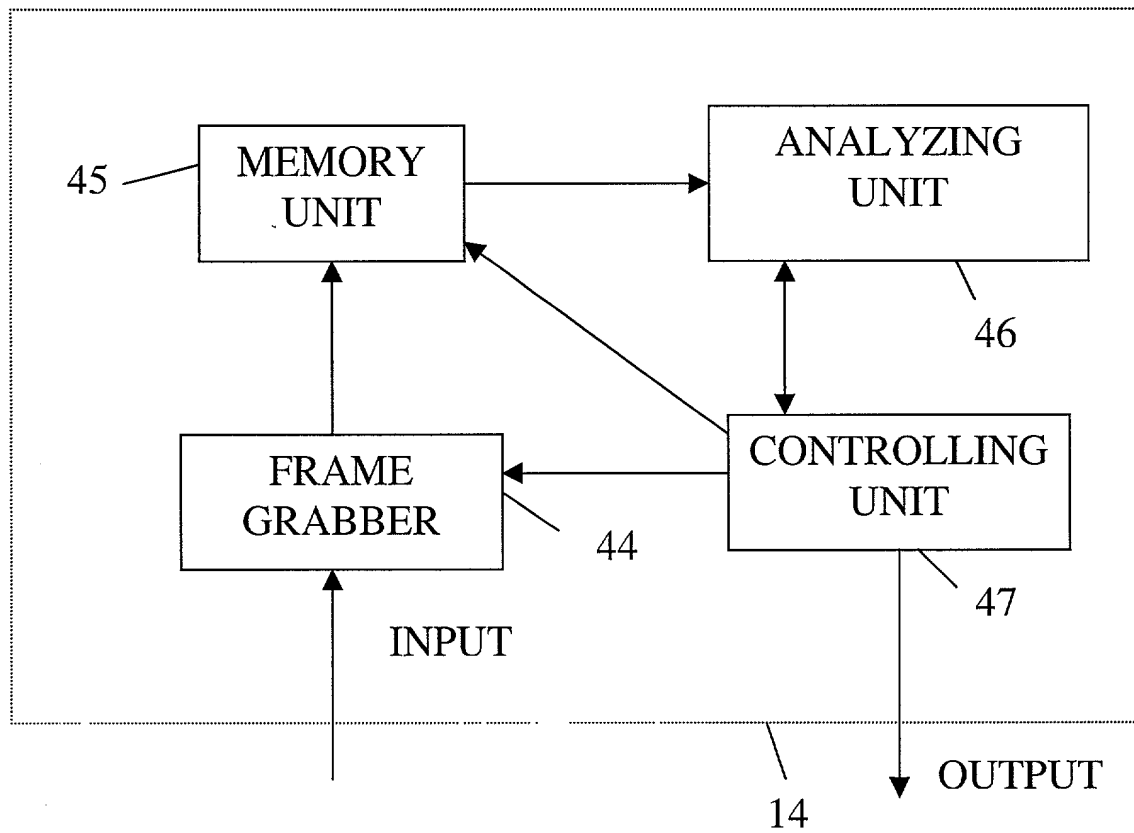 MEMORY
UNIT
45
ANALYZING
UNIT
46
FRAME
GRABBER
44
CONTROLLING
UNIT
47
INPUT
OUTPUT
14